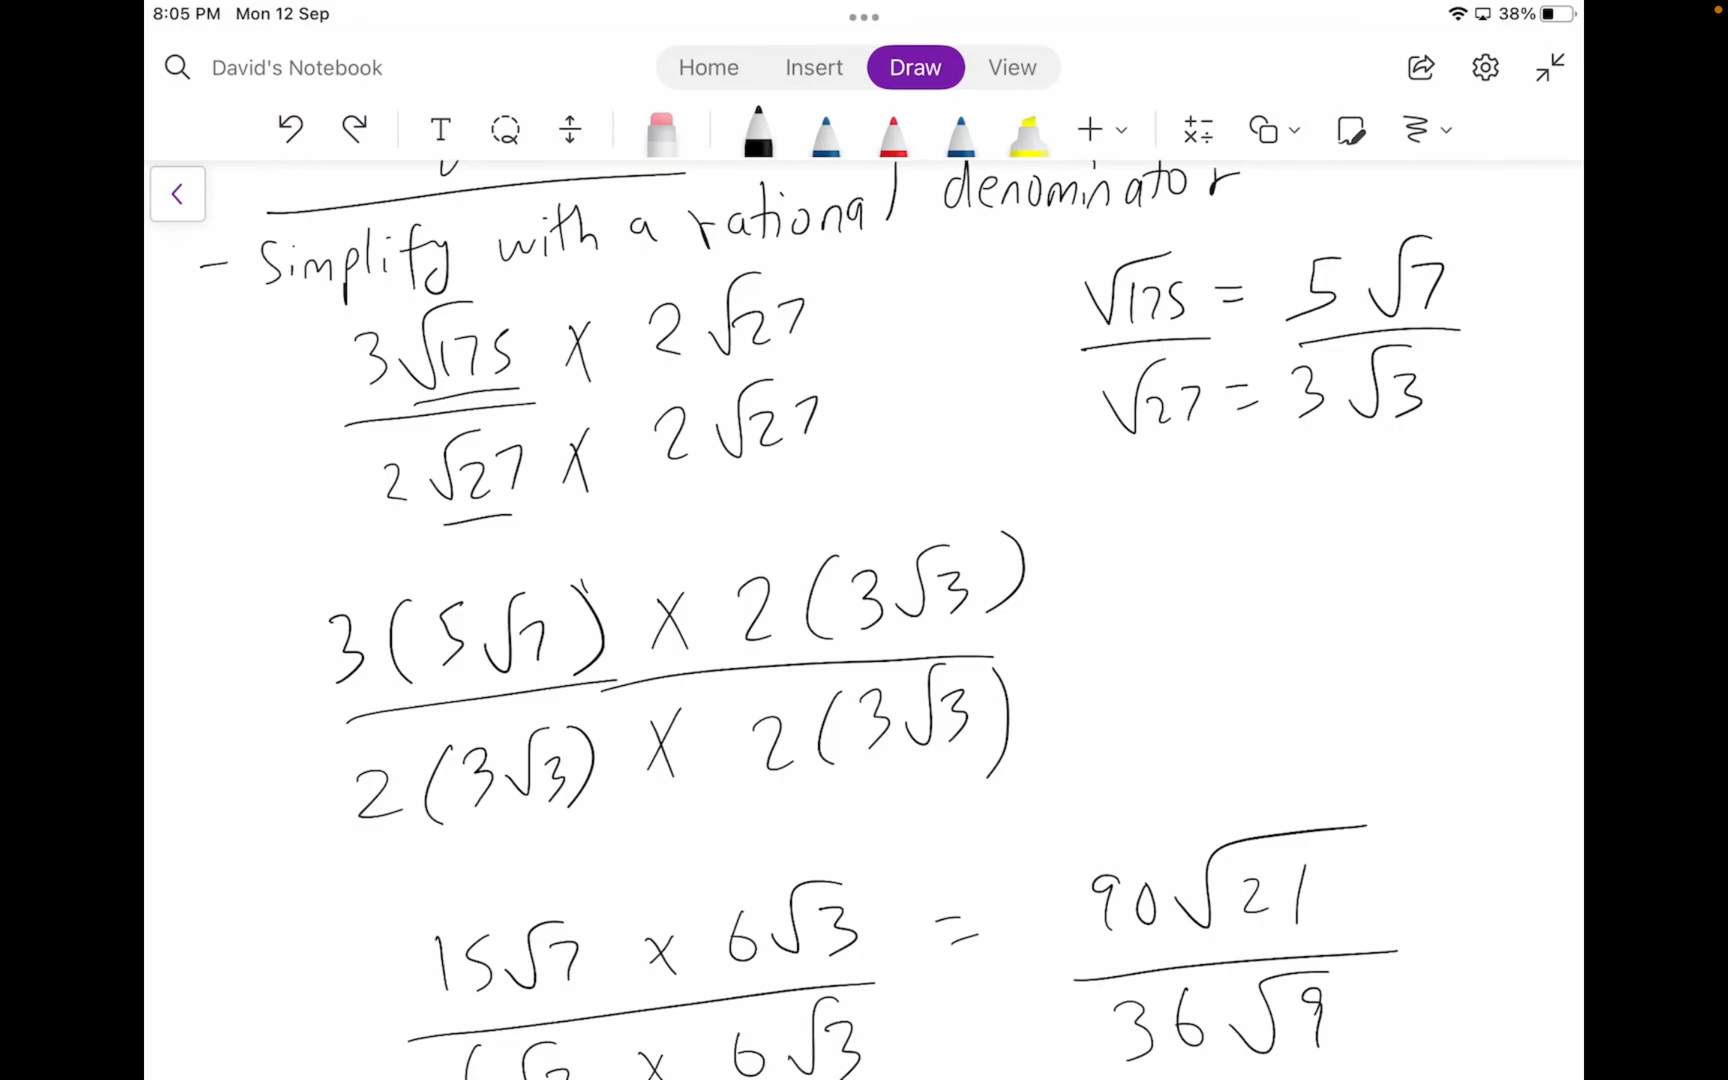 8:05 PM Mon 12 Sep
38%
David's Notebook
Home Insert Draw View
T
- Simplify with a rational denominator
3√175 × 2√27
2√27 × 2√27
√175 = 5√7
√27 = 3√3
3(5√7) × 2(3√3)
2(3√3) × 2(3√3)
15√7 × 6√3 = 90√21
× 6√3
36√9